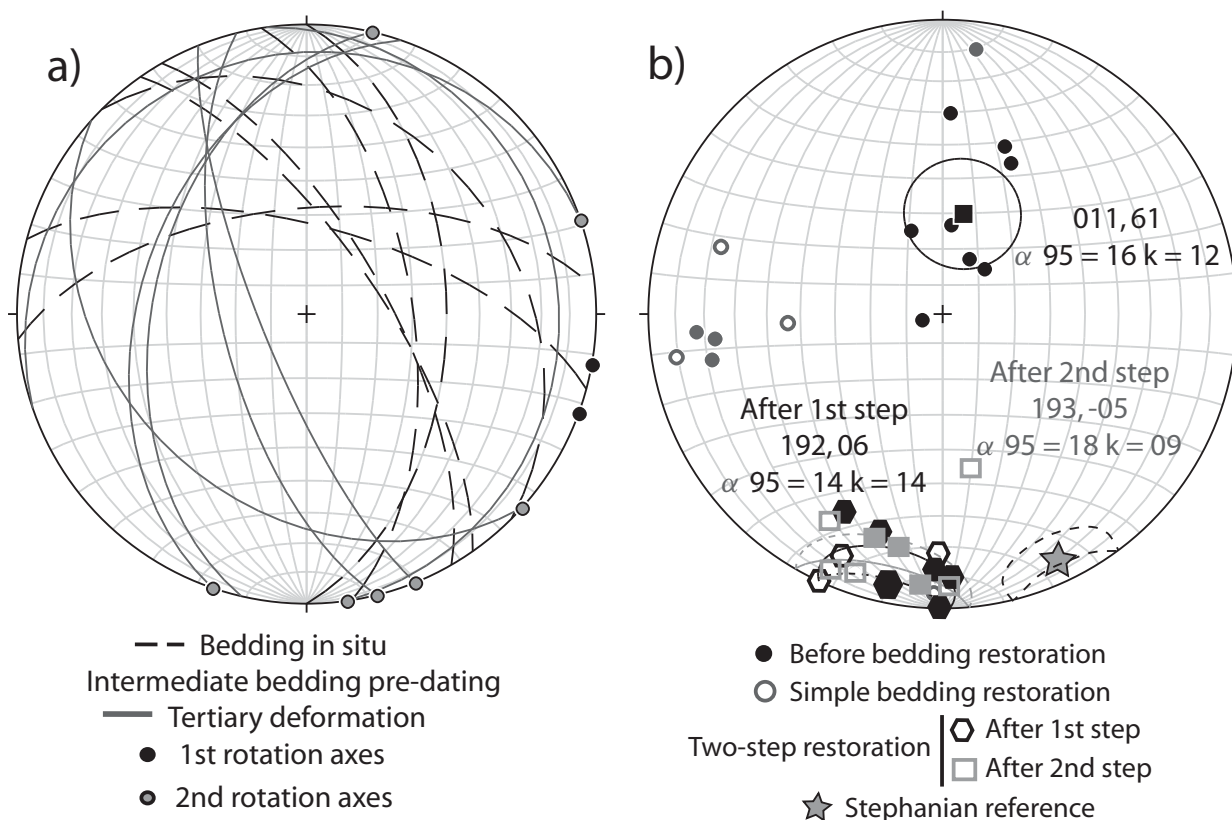 a)
Bedding in situ
Intermediate bedding pre-dating
Tertiary deformation
1st rotation axes
2nd rotation axes
b)
011, 61
α 95 = 16 k = 12
After 2nd step
193, -05
α 95 = 18 k = 09
After 1st step
192, 06
α 95 = 14 k = 14
Before bedding restoration
Simple bedding restoration
Two-step restoration
After 1st step
After 2nd step
Stephanian reference